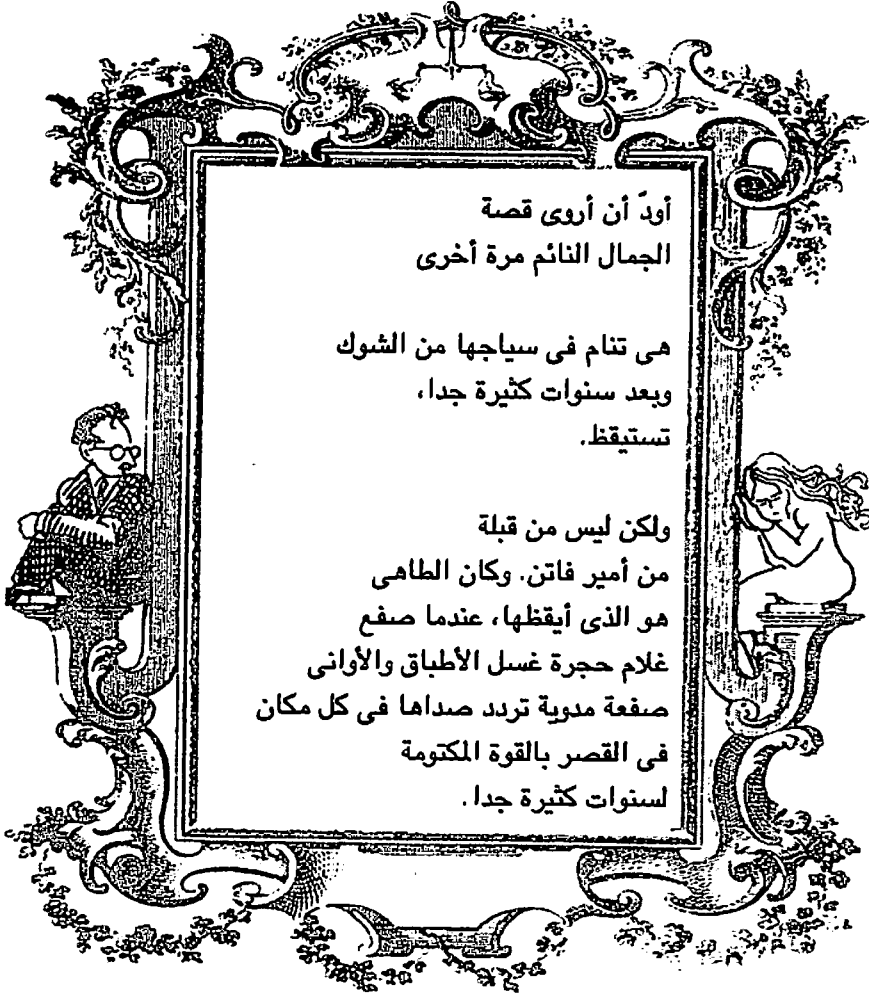 أودّ أن أروى قصة
الجمال النائم مرة أخرى
هى تنام فى سياجها من الشوك
وبعد سنوات كثيرة جدا،
تستيقظ.
ولكن ليس من قبلة
من أمير فاتن. وكان الطاهى
هو الذى أيقظها، عندما صفع
غلام حجرة غسل الأطباق والأوانى
صفعة مدوية تردد صداها فى كل مكان
فى القصر بالقوة المكتومة
لسنوات كثيرة جدا.